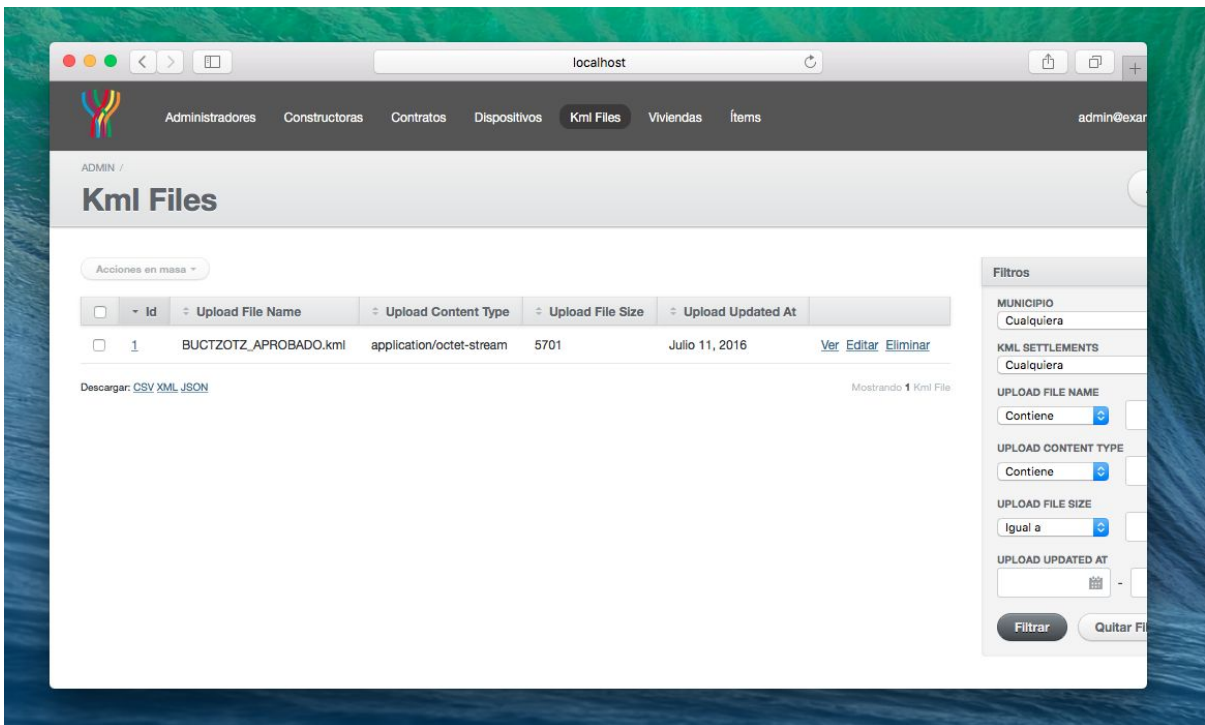 localhost
Administradores Constructoras Contratos Dispositivos Kml Files Viviendas Ítems admin@exar
ADMIN /
Kml Files
Acciones en masa
Id Upload File Name Upload Content Type Upload File Size Upload Updated At
1 BUCTZOTZ_APROBADO.kml application/octet-stream 5701 Julio 11, 2016 Ver Editar Eliminar
Descargar: CSV XML JSON Mostrando 1 Kml File
Filtros
MUNICIPIO
Cualquiera
KML SETTLEMENTS
Cualquiera
UPLOAD FILE NAME
Contiene
UPLOAD CONTENT TYPE
Contiene
UPLOAD FILE SIZE
Igual a
UPLOAD UPDATED AT
-
Filtrar Quitar Fi